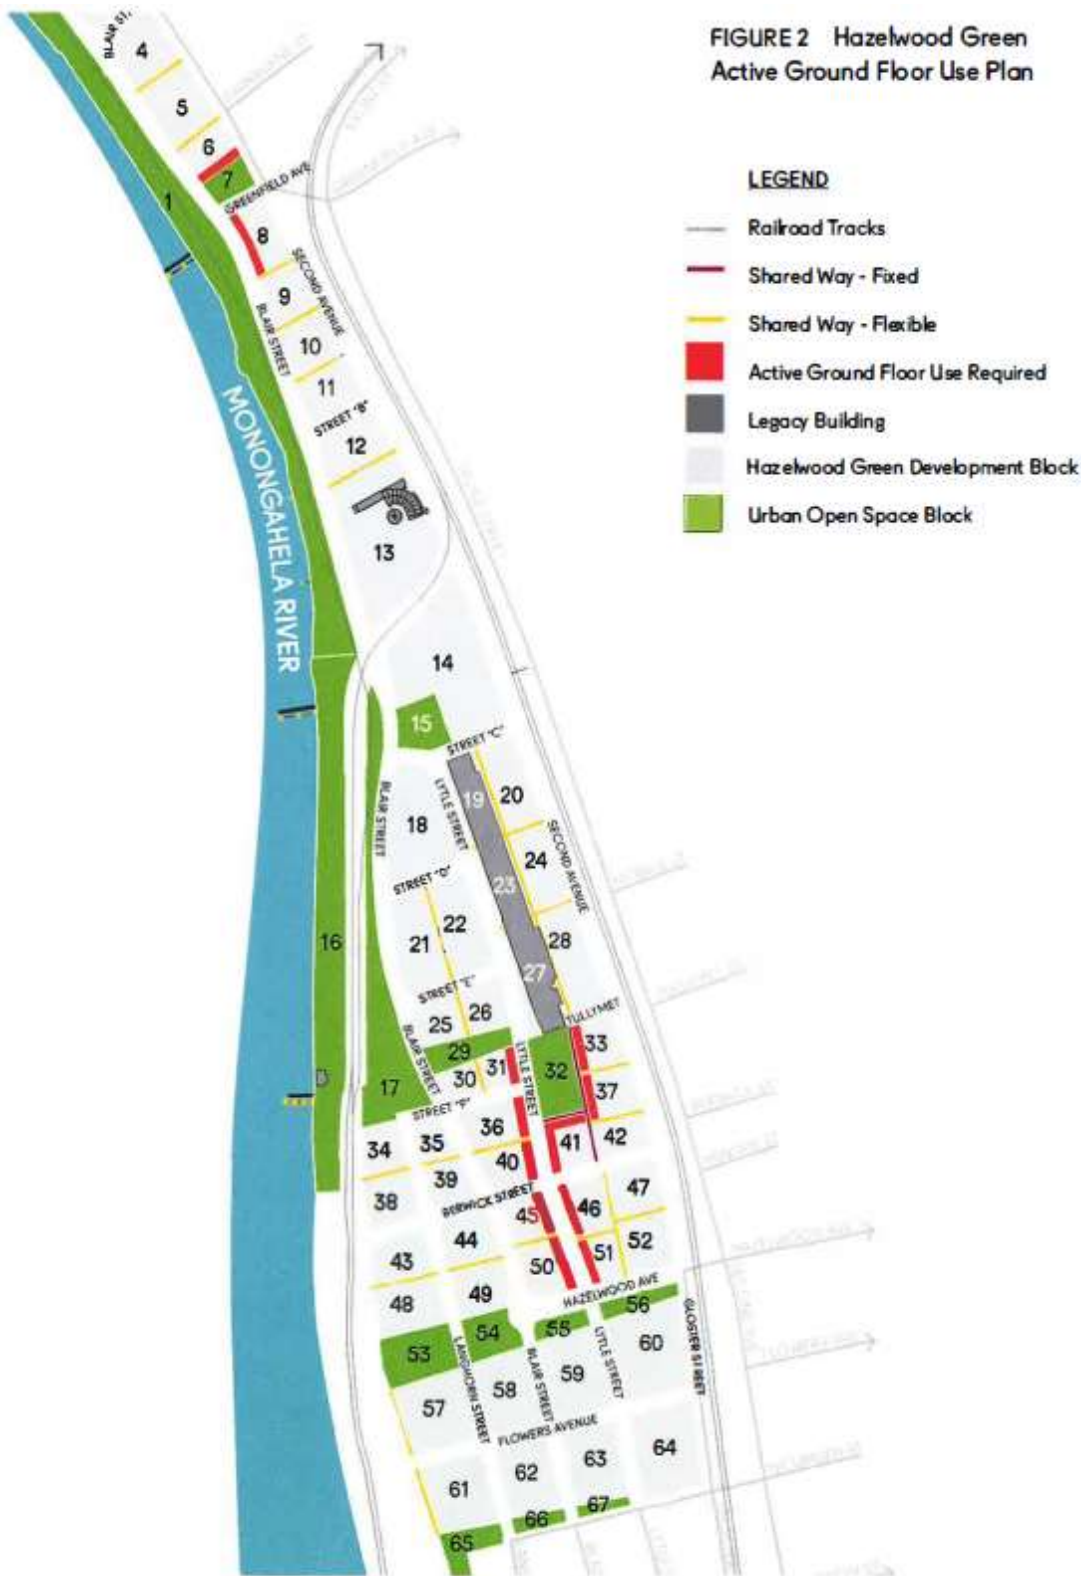 FIGURE 2 Hazelwood Green
Active Ground Floor Use Plan
LEGEND
Railroad Tracks
Shared Way - Fixed
Shared Way - Flexible
Active Ground Floor Use Required
Legacy Building
Hazelwood Green Development Block
Urban Open Space Block
BLAIR ST.
4
5
6
7
GREENFIELD AVE
1
8
SECOND AVENUE
9
BLAIR STREET
10
11
STREET "B"
12
MONONGAHELA RIVER
13
14
15
STREET "C"
19
20
BLAIR STREET
LYTLE STREET
18
SECOND AVENUE
24
23
STREET "D"
22
21
16
28
27
STREET "E"
26
25
TULLYMET
BLAIR STREET
29
LYTLE STREET
33
31
32
30
17
37
STREET "F"
36
35
34
41
42
40
39
38
BERWICK STREET
47
46
45
44
43
52
51
50
49
48
HAZELWOOD AVE
56
55
54
53
GLOSTER STREET
LANGHORN STREET
BLAIR STREET
LYTLE STREET
60
59
58
57
FLOWERS AVENUE
64
63
62
61
67
66
65